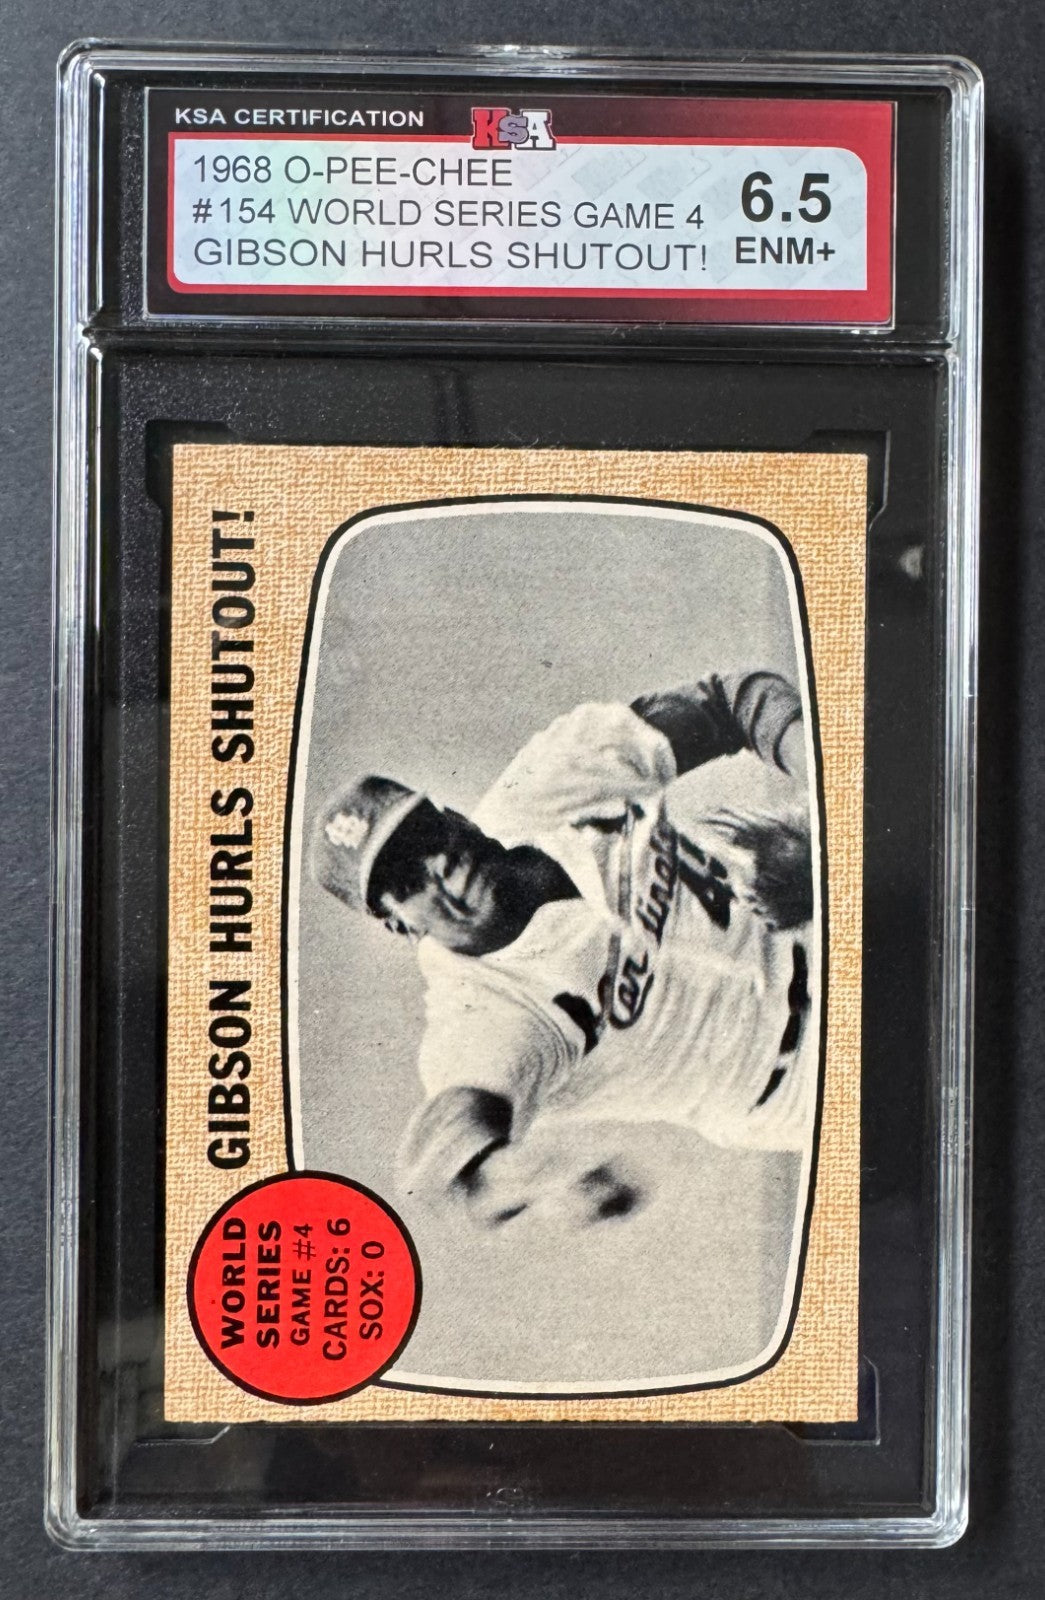 KSA CERTIFICATION
KSA
1968 O-PEE-CHEE
#154 WORLD SERIES GAME 4
GIBSON HURLS SHUTOUT!
6.5
ENM+
GIBSON HURLS SHUTOUT!
WORLD
SERIES
GAME #4
CARDS: 6
SOX: 0
Cardinals